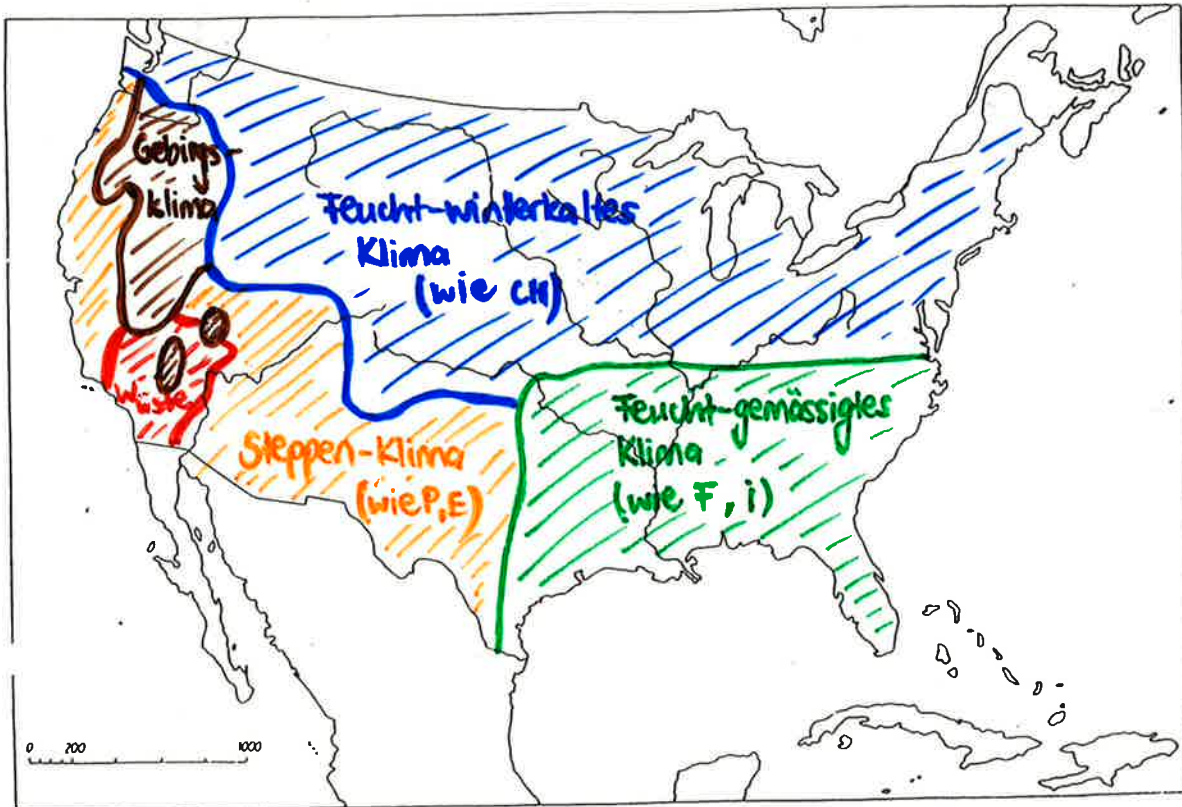 Gebirgs-
klima
Feucht-winterkaltes
Klima
(wie CH)
Wüste
Steppen-Klima
(wie P, E)
Feucht-gemässigtes
Klima
(wie F, i)
0 200 1000